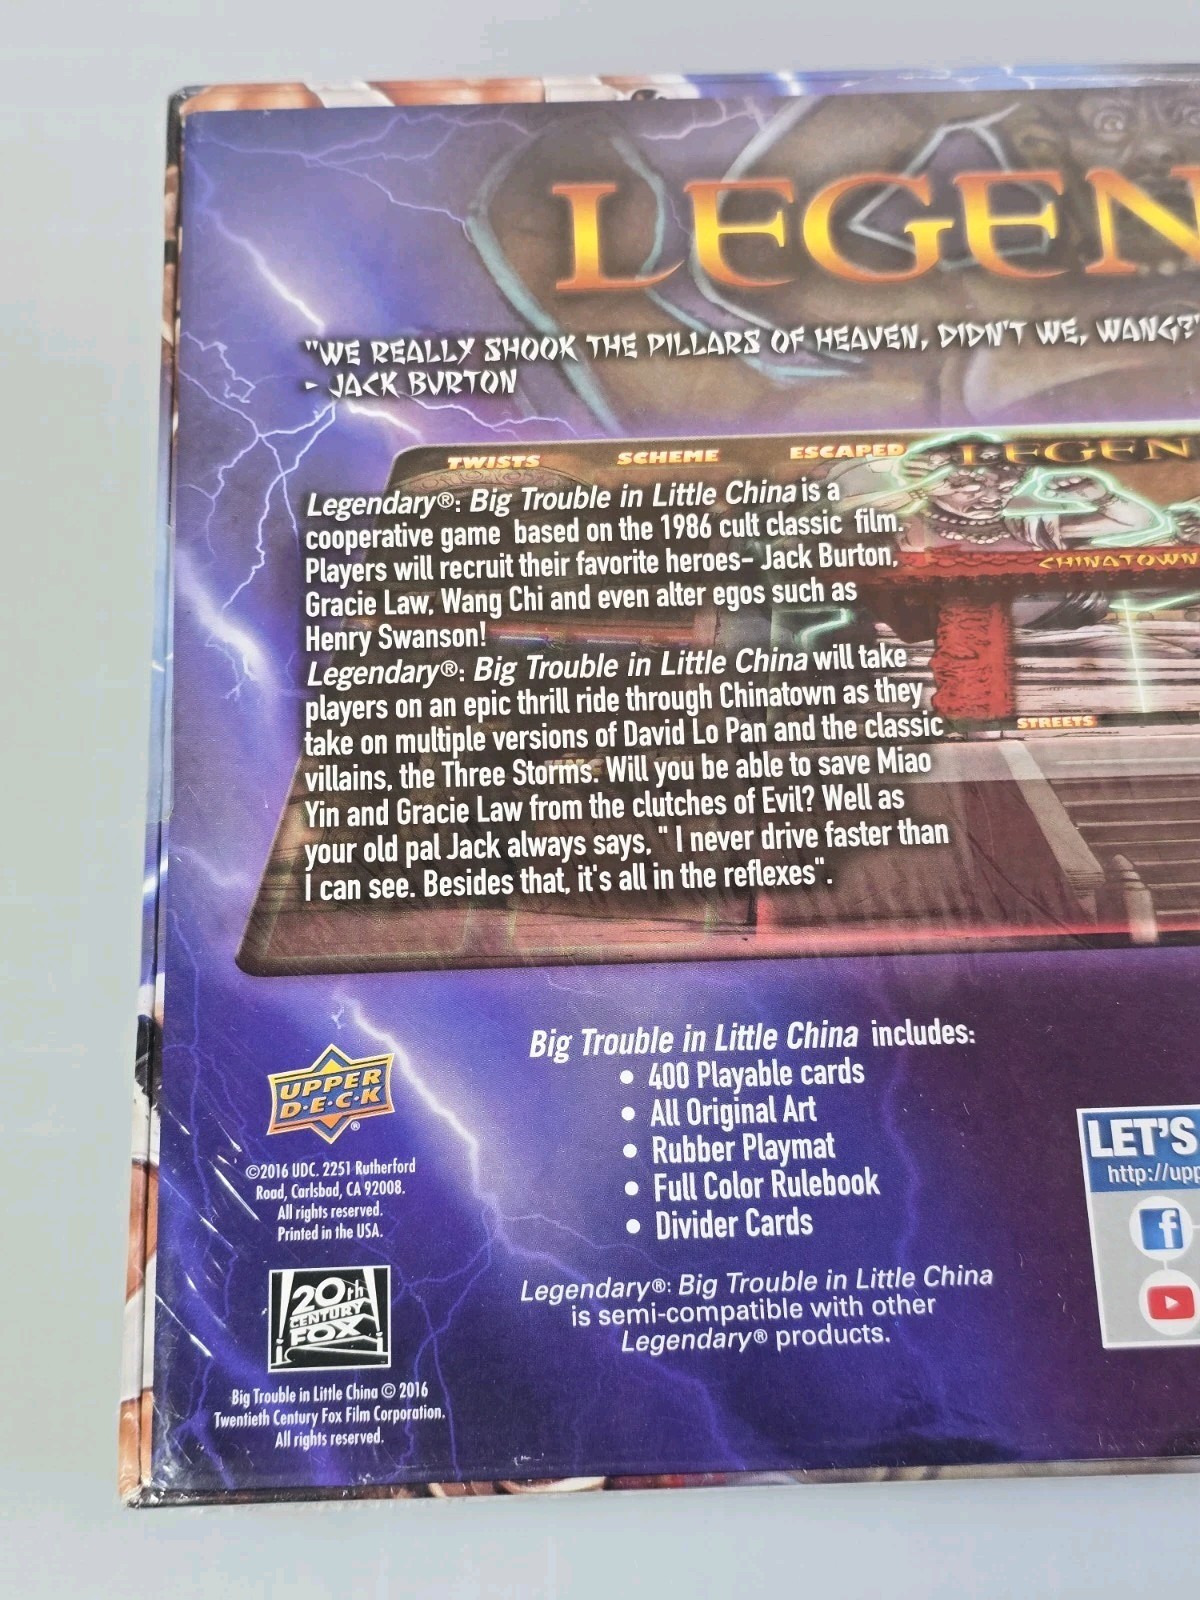 LEGEN
"WE REALLY SHOOK THE PILLARS OF HEAVEN, DIDN'T WE, WANG?"
- JACK BURTON
TWISTS SCHEME ESCAPED LEGEN
CHINATOWN
STREETS
Legendary®: Big Trouble in Little China is a
cooperative game based on the 1986 cult classic film.
Players will recruit their favorite heroes- Jack Burton,
Gracie Law, Wang Chi and even alter egos such as
Henry Swanson!
Legendary®: Big Trouble in Little China will take
players on an epic thrill ride through Chinatown as they
take on multiple versions of David Lo Pan and the classic
villains, the Three Storms. Will you be able to save Miao
Yin and Gracie Law from the clutches of Evil? Well as
your old pal Jack always says, " I never drive faster than
I can see. Besides that, it's all in the reflexes".
Big Trouble in Little China includes:
• 400 Playable cards
• All Original Art
• Rubber Playmat
• Full Color Rulebook
• Divider Cards
Legendary®: Big Trouble in Little China
is semi-compatible with other
Legendary® products.
UPPER
D·E·C·K®
©2016 UDC. 2251 Rutherford
Road, Carlsbad, CA 92008.
All rights reserved.
Printed in the USA.
20th
CENTURY
FOX
Big Trouble in Little China © 2016
Twentieth Century Fox Film Corporation.
All rights reserved.
LET'S
http://upp
f